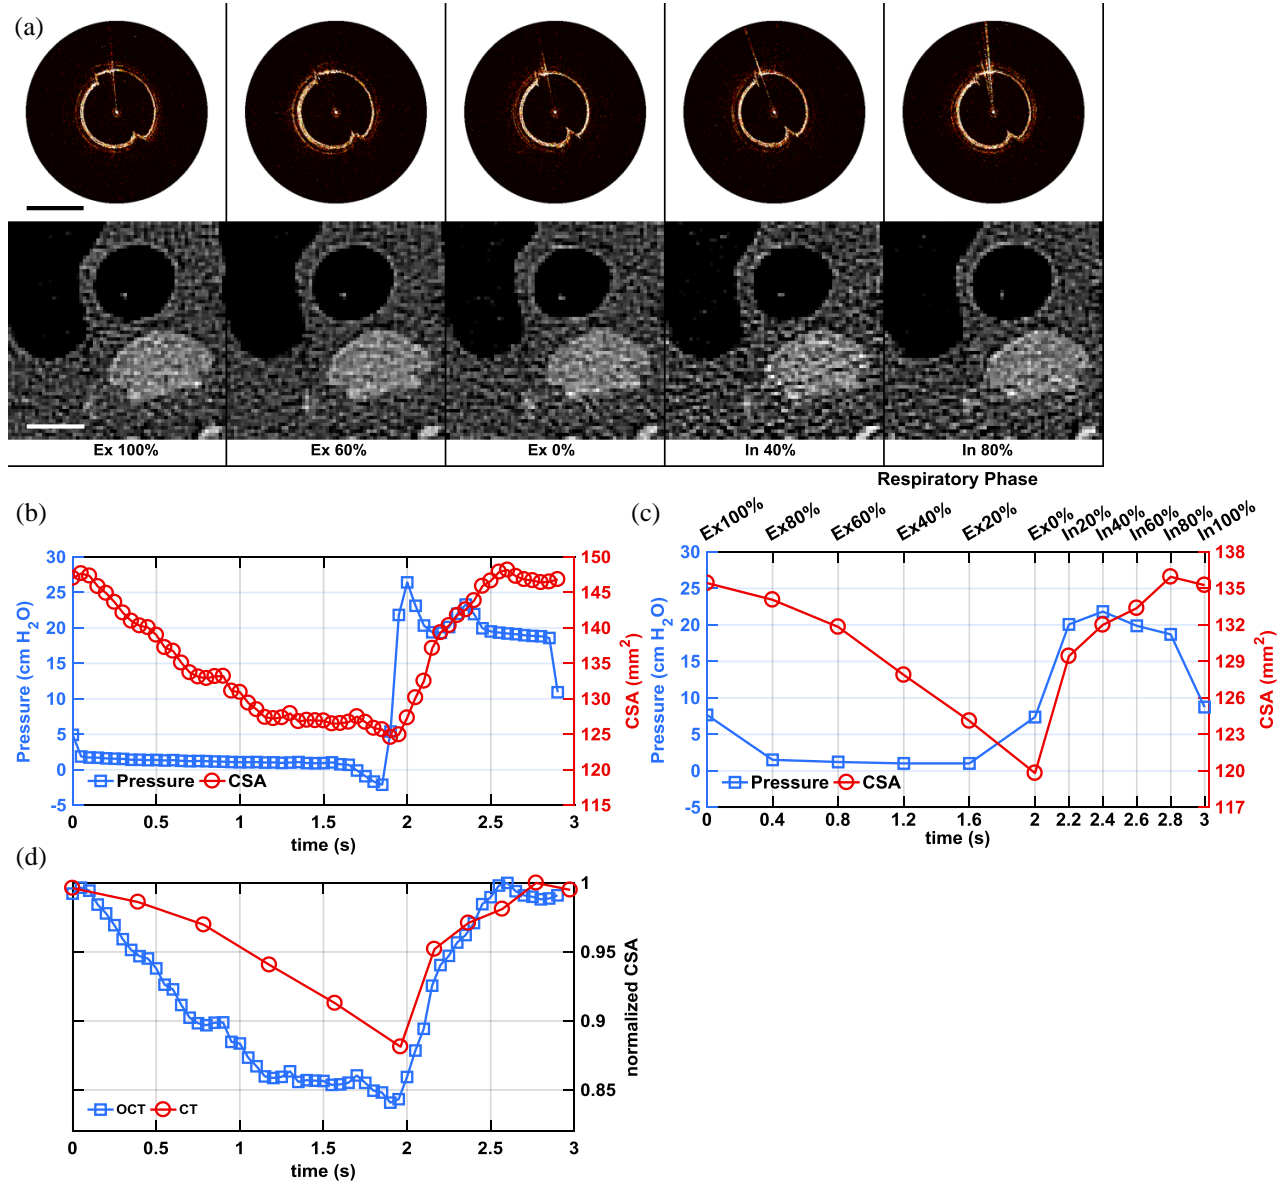 (a)
Ex 100% Ex 60% Ex 0% In 40% In 80%
Respiratory Phase
(b)
30
25
20
15
10
5
0
-5
Pressure (cm H2O)
150
145
140
135
130
125
120
115
CSA (mm2)
Pressure CSA
0 0.5 1 1.5 2 2.5 3
time (s)
(c)
Ex100% Ex80% Ex60% Ex40% Ex20% Ex0% In20% In40% In60% In80% In100%
30
25
20
15
10
5
0
-5
Pressure (cm H2O)
138
135
132
129
126
123
120
117
CSA (mm2)
Pressure CSA
0 0.4 0.8 1.2 1.6 2 2.2 2.4 2.6 2.8 3
time (s)
(d)
1
0.95
0.9
0.85
normalized CSA
OCT CT
0 0.5 1 1.5 2 2.5 3
time (s)